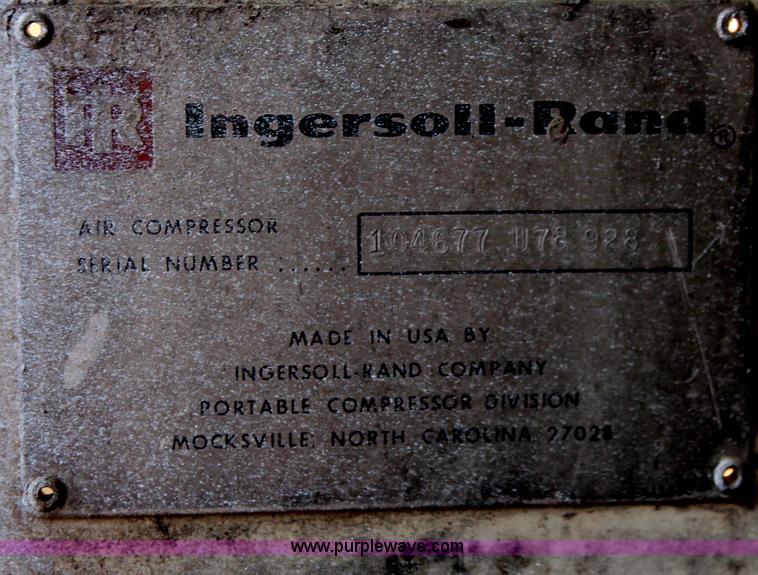 IR
Ingersoll-Rand®
AIR COMPRESSOR
SERIAL NUMBER ...... 104677 U78 928
MADE IN USA BY
INGERSOLL-RAND COMPANY
PORTABLE COMPRESSOR DIVISION
MOCKSVILLE, NORTH CAROLINA 27028
www.purplewave.com